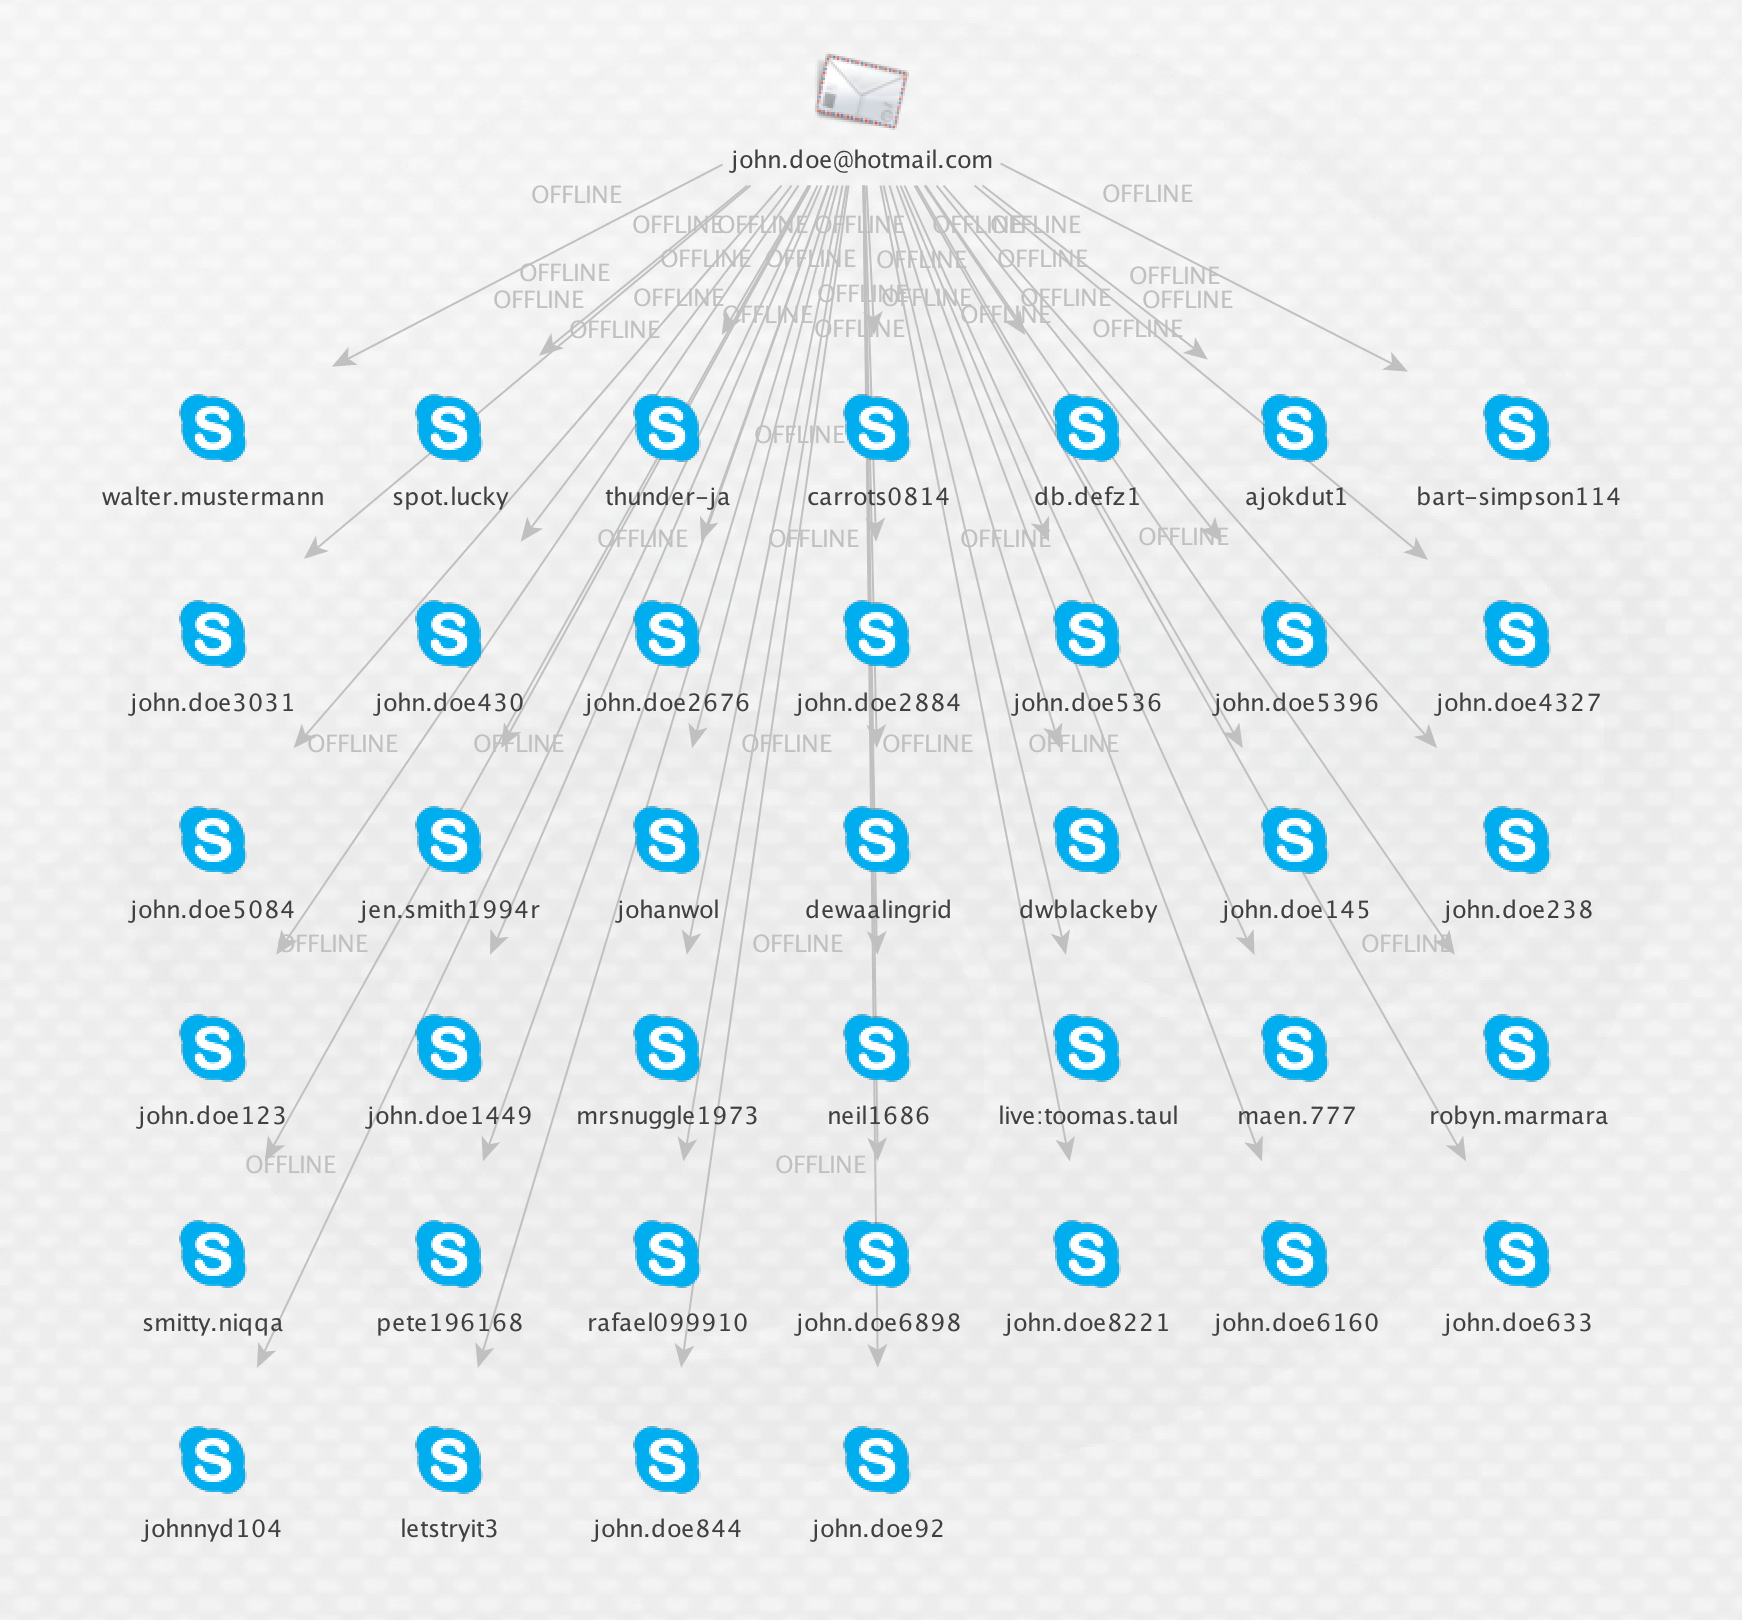 john.doe@hotmail.com
OFFLINE OFFLINE
OFFLINE OFFLINE OFFLINE OFFLINE OFFLINE
OFFLINE OFFLINE OFFLINE OFFLINE
OFFLINE OFFLINE
OFFLINE OFFLINE OFFLINE OFFLINE OFFLINE OFFLINE
OFFLINE OFFLINE
OFFLINE OFFLINE OFFLINE
OFFLINE
walter.mustermann spot.lucky thunder-ja carrots0814 db.defz1 ajokdut1 bart-simpson114
OFFLINE OFFLINE OFFLINE OFFLINE
john.doe3031 john.doe430 john.doe2676 john.doe2884 john.doe536 john.doe5396 john.doe4327
OFFLINE OFFLINE OFFLINE OFFLINE OFFLINE
john.doe5084 jen.smith1994r johanwol dewaalingrid dwblackeby john.doe145 john.doe238
OFFLINE OFFLINE OFFLINE
john.doe123 john.doe1449 mrsnuggle1973 neil1686 live:toomas.taul maen.777 robyn.marmara
OFFLINE OFFLINE
smitty.niqqa pete196168 rafael099910 john.doe6898 john.doe8221 john.doe6160 john.doe633
johnnyd104 letstryit3 john.doe844 john.doe92